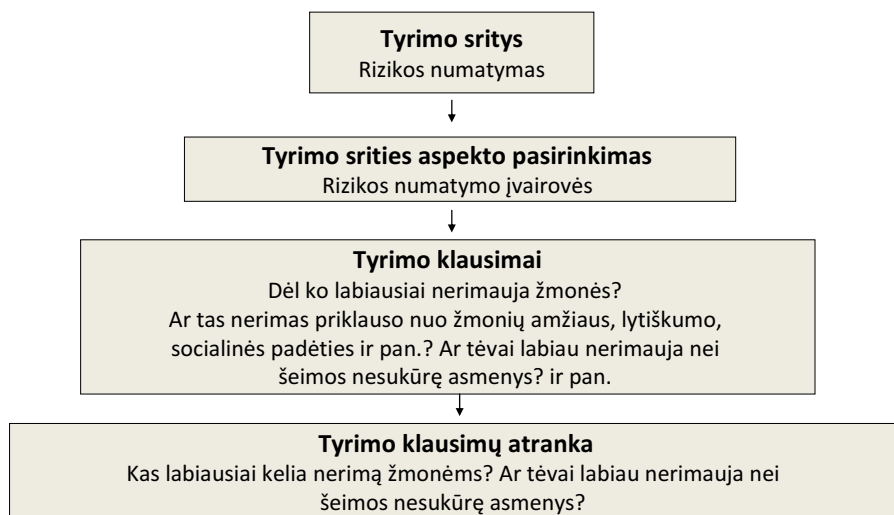 Tyrimo sritys
Rizikos numatymas
Tyrimo srities aspekto pasirinkimas
Rizikos numatymo įvairovės
Tyrimo klausimai
Dėl ko labiausiai nerimauja žmonės?
Ar tas nerimas priklauso nuo žmonių amžiaus, lytiškumo,
socialinės padėties ir pan.? Ar tėvai labiau nerimauja nei
šeimos nesukūrę asmenys? ir pan.
Tyrimo klausimų atranka
Kas labiausiai kelia nerimą žmonėms? Ar tėvai labiau nerimauja nei
šeimos nesukūrę asmenys?